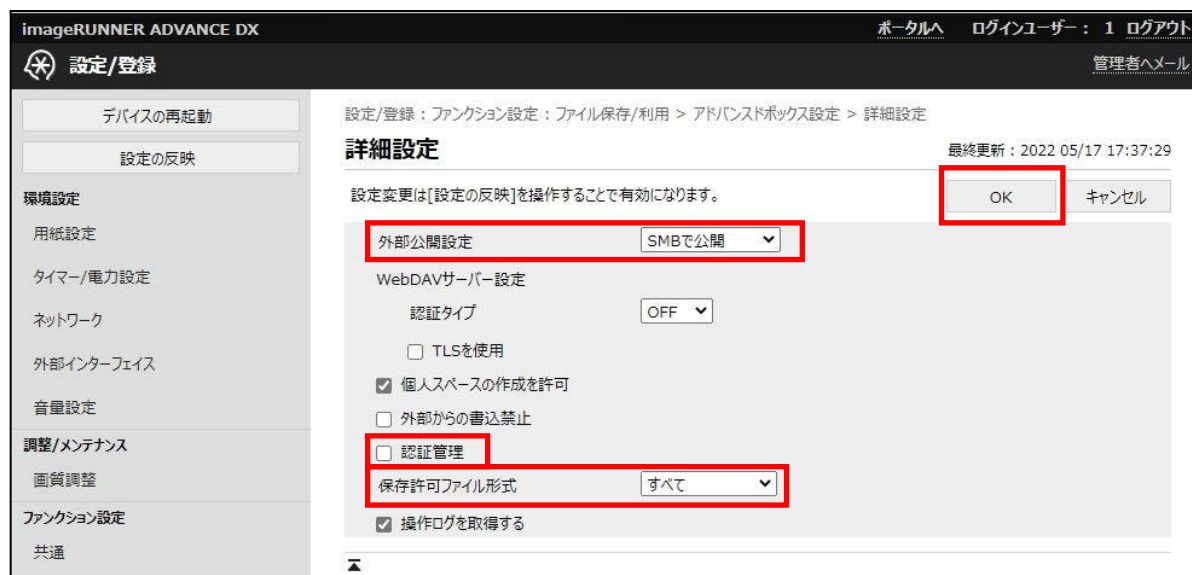 imageRUNNER ADVANCE DX ポータルへ ログインユーザー： 1 ログアウト
設定/登録 管理者へメール
デバイスの再起動
設定の反映
環境設定
用紙設定
タイマー/電力設定
ネットワーク
外部インターフェイス
音量設定
調整/メンテナンス
画質調整
ファンクション設定
共通
設定/登録 : ファンクション設定 : ファイル保存/利用 > アドバンスドボックス設定 > 詳細設定
詳細設定
最終更新 : 2022 05/17 17:37:29
設定変更は[設定の反映]を操作することで有効になります。
OK キャンセル
外部公開設定 SMBで公開
WebDAVサーバー設定
認証タイプ OFF
TLSを使用
個人スペースの作成を許可
外部からの書込禁止
認証管理
保存許可ファイル形式 すべて
操作ログを取得する